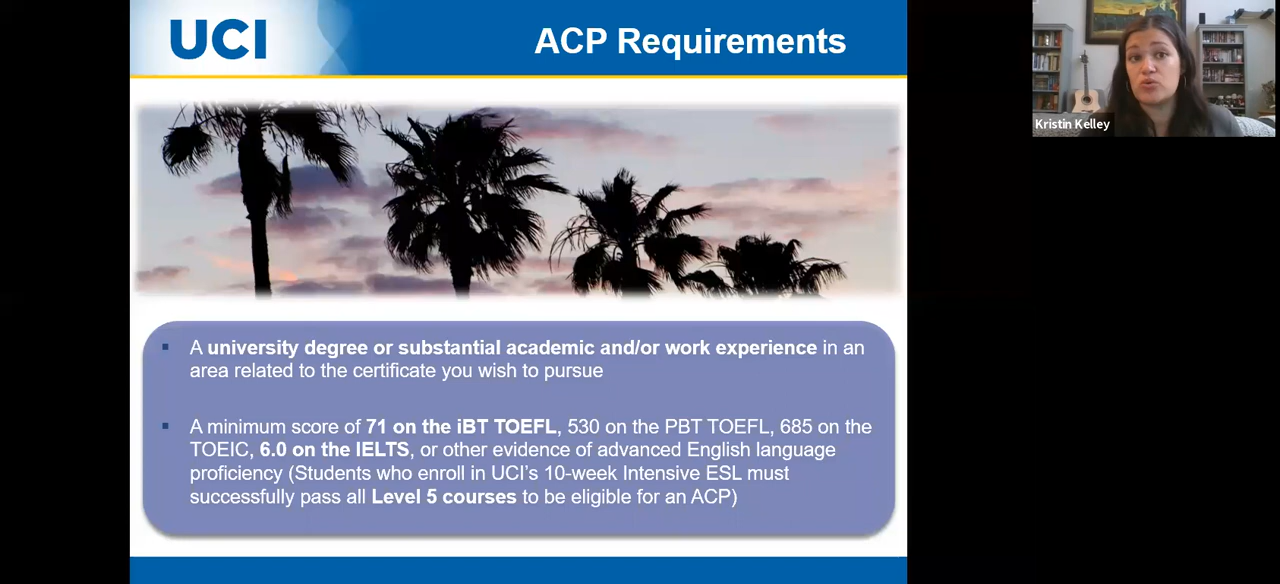 UCI
ACP Requirements
Kristin Kelley
▪ A university degree or substantial academic and/or work experience in an
area related to the certificate you wish to pursue
▪ A minimum score of 71 on the iBT TOEFL, 530 on the PBT TOEFL, 685 on the
TOEIC, 6.0 on the IELTS, or other evidence of advanced English language
proficiency (Students who enroll in UCI's 10-week Intensive ESL must
successfully pass all Level 5 courses to be eligible for an ACP)